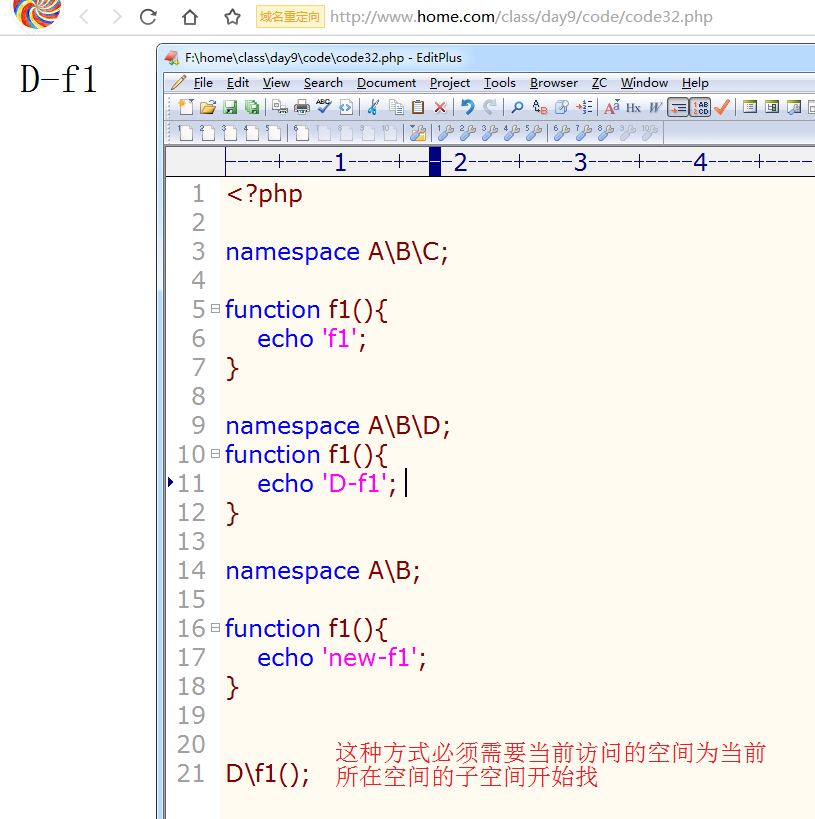 域名重定向 http://www.home.com/class/day9/code/code32.php
D-f1
F:\home\class\day9\code\code32.php - EditPlus
File Edit View Search Document Project Tools Browser ZC Window Help
1 2 3 4
1 <?php
2
3 namespace A\B\C;
4
5 function f1(){
6 echo 'f1';
7 }
8
9 namespace A\B\D;
10 function f1(){
11 echo 'D-f1';
12 }
13
14 namespace A\B;
15
16 function f1(){
17 echo 'new-f1';
18 }
19
20
21 D\f1();
这种方式必须需要当前访问的空间为当前
所在空间的子空间开始找